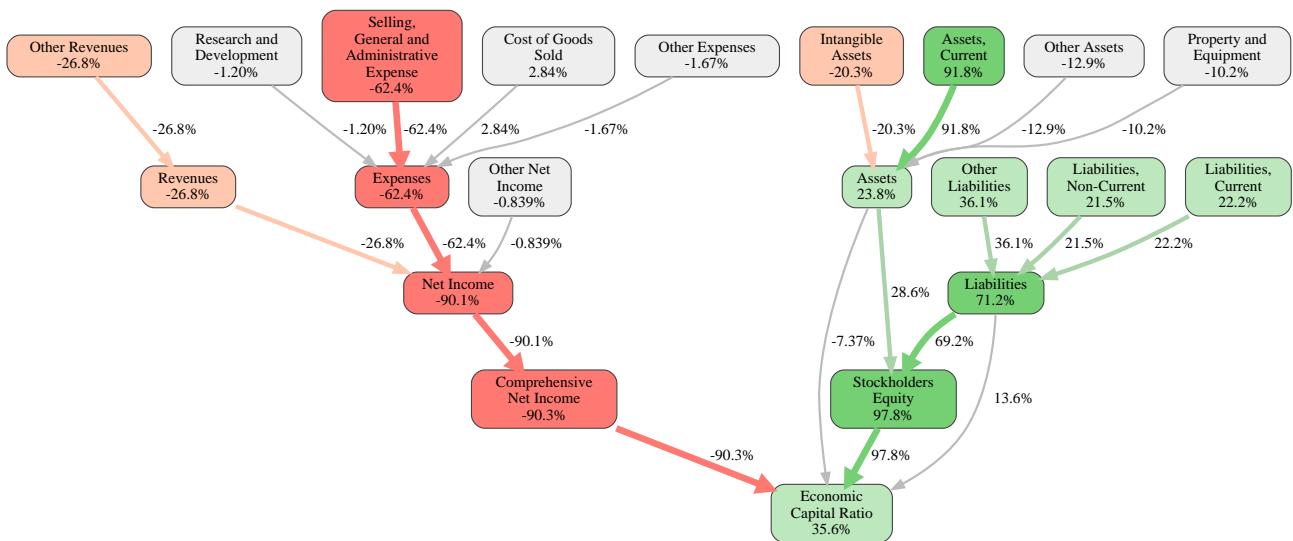 Other Revenues
-26.8%
Research and
Development
-1.20%
Selling,
General and
Administrative
Expense
-62.4%
Cost of Goods
Sold
2.84%
Other Expenses
-1.67%
Intangible
Assets
-20.3%
Assets,
Current
91.8%
Other Assets
-12.9%
Property and
Equipment
-10.2%
-26.8%
-1.20%
-62.4%
2.84%
-1.67%
-20.3%
91.8%
-12.9%
-10.2%
Revenues
-26.8%
Expenses
-62.4%
Other Net
Income
-0.839%
Assets
23.8%
Other
Liabilities
36.1%
Liabilities,
Non-Current
21.5%
Liabilities,
Current
22.2%
-26.8%
-62.4%
-0.839%
36.1%
21.5%
22.2%
Net Income
-90.1%
28.6%
Liabilities
71.2%
-90.1%
-7.37%
69.2%
Comprehensive
Net Income
-90.3%
Stockholders
Equity
97.8%
13.6%
-90.3%
97.8%
Economic
Capital Ratio
35.6%